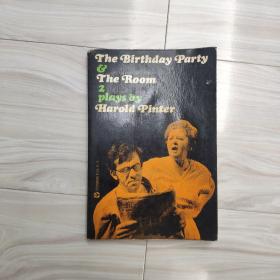 The Birthday Party
&
The Room
2
plays by
Harold Pinter